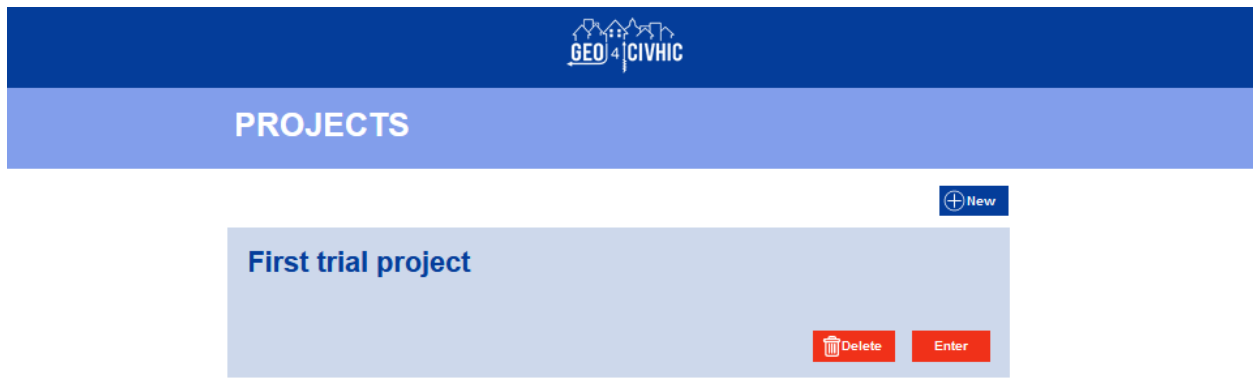 GEO 4 CIVHIC
PROJECTS
New
First trial project
Delete
Enter